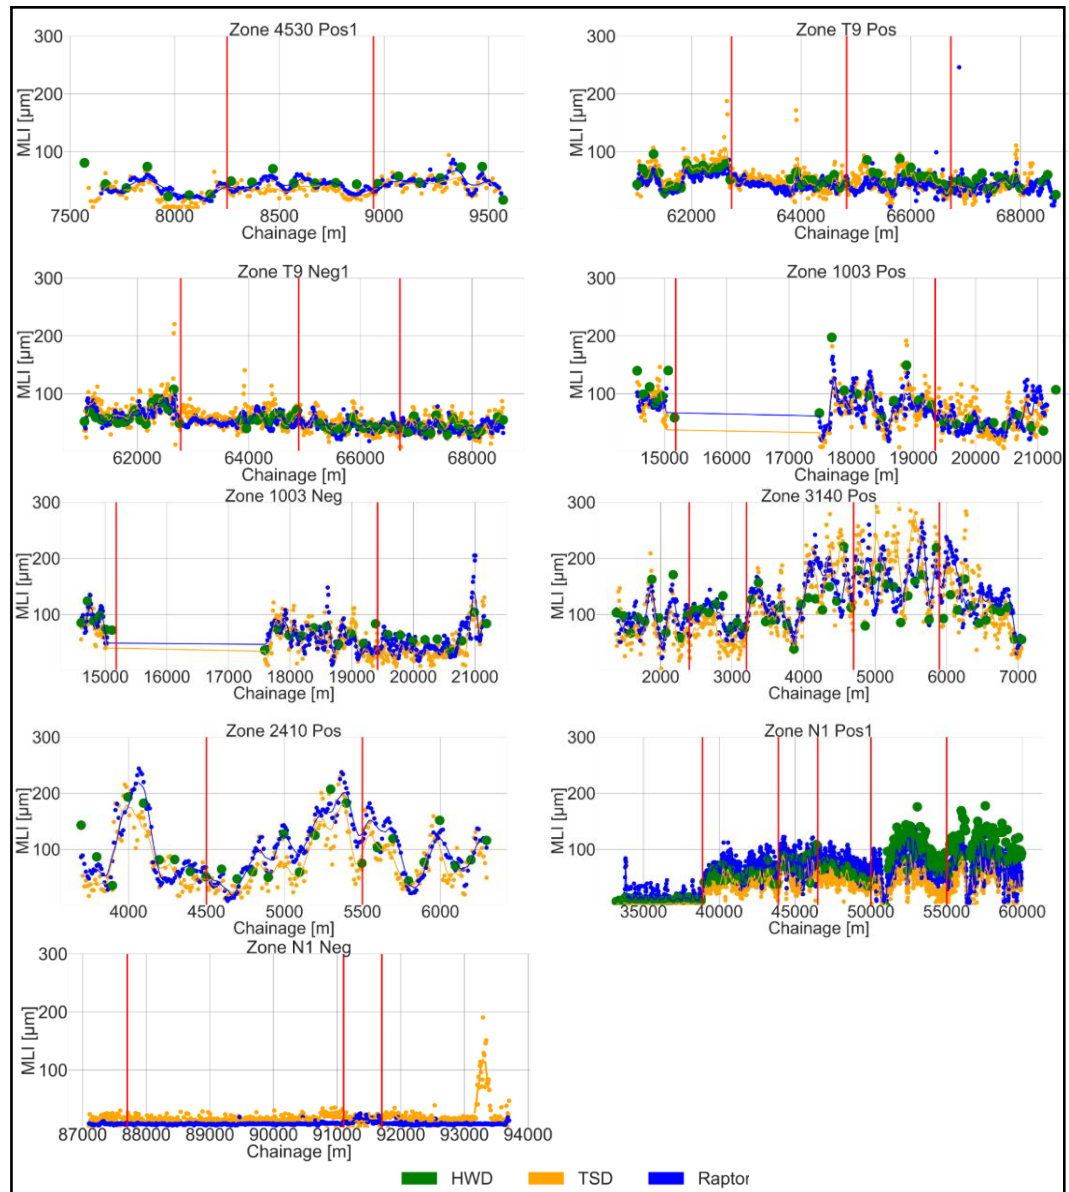 Zone 4530 Pos1
MLI [µm]
300
200
100
7500 8000 8500 9000 9500
Chainage [m]
Zone T9 Pos
MLI [µm]
300
200
100
62000 64000 66000 68000
Chainage [m]
Zone T9 Neg1
MLI [µm]
300
200
100
62000 64000 66000 68000
Chainage [m]
Zone 1003 Pos
MLI [µm]
300
200
100
15000 16000 17000 18000 19000 20000 21000
Chainage [m]
Zone 1003 Neg
MLI [µm]
300
200
100
15000 16000 17000 18000 19000 20000 21000
Chainage [m]
Zone 3140 Pos
MLI [µm]
300
200
100
2000 3000 4000 5000 6000 7000
Chainage [m]
Zone 2410 Pos
MLI [µm]
300
200
100
4000 4500 5000 5500 6000
Chainage [m]
Zone N1 Pos1
MLI [µm]
300
200
100
35000 40000 45000 50000 55000 60000
Chainage [m]
Zone N1 Neg
MLI [µm]
300
200
100
87000 88000 89000 90000 91000 92000 93000 94000
Chainage [m]
HWD TSD Raptor